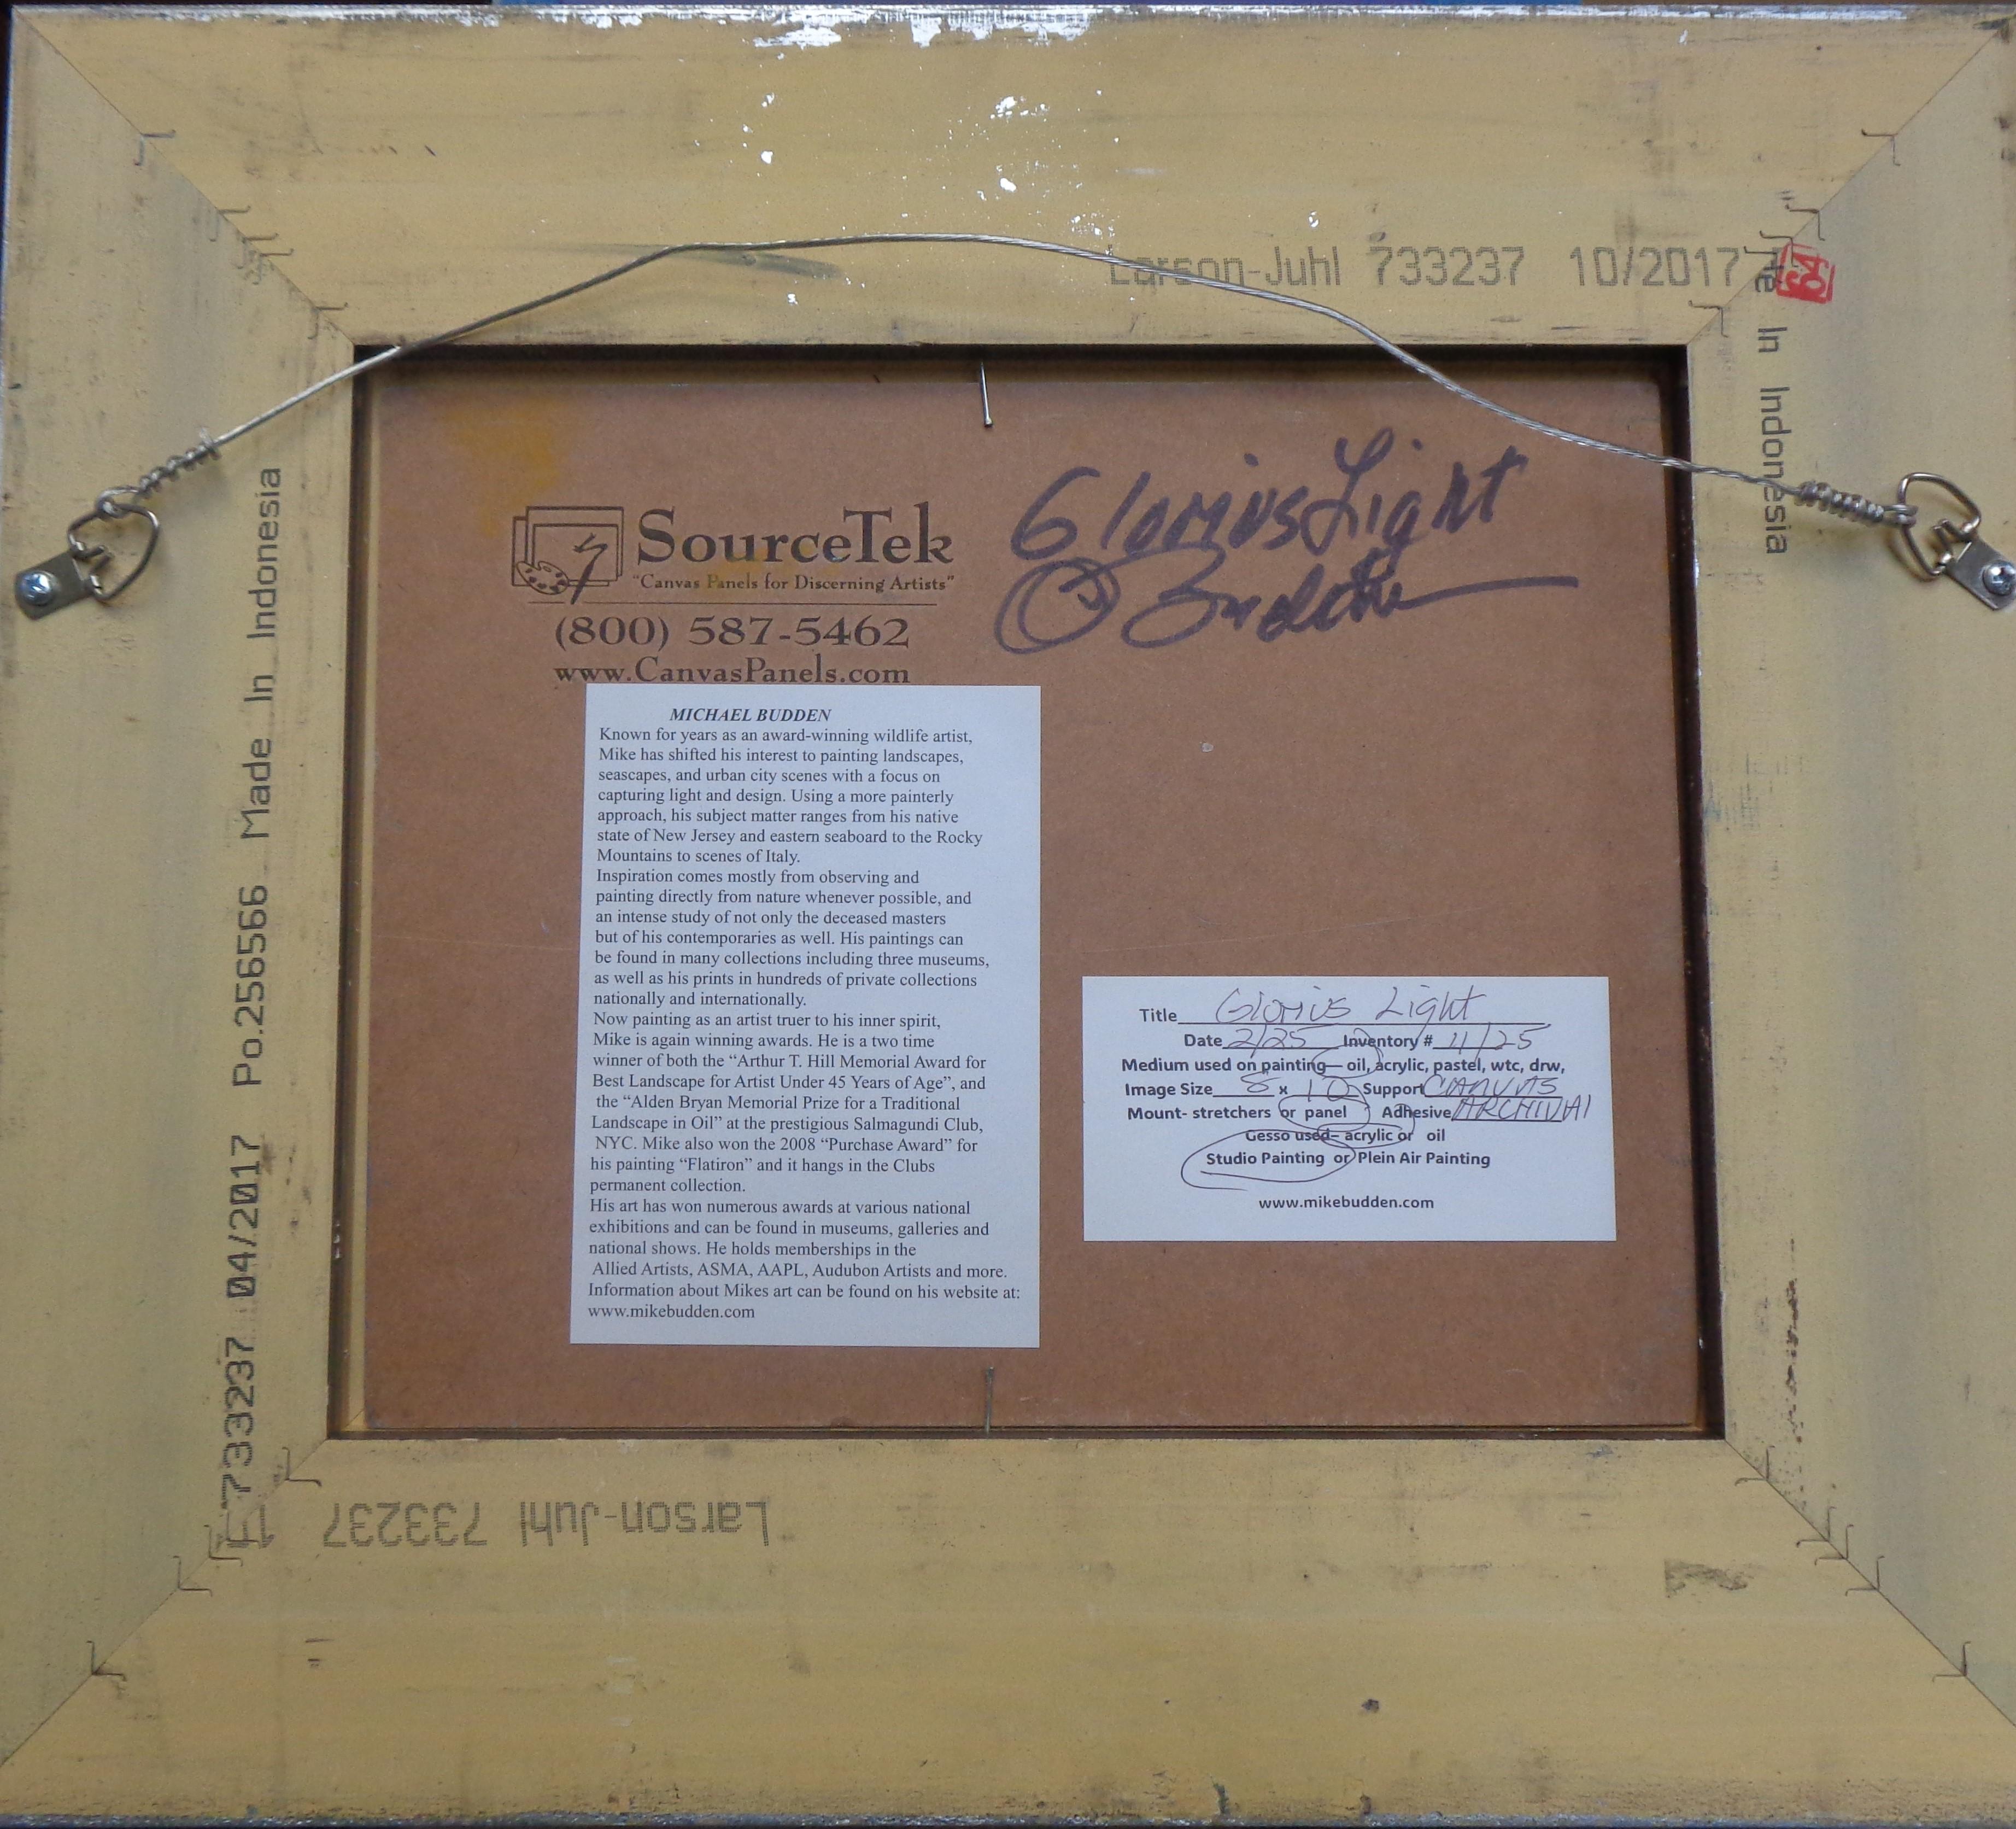 Larson-Juhl 733237 10/2017
64
In Indonesia
733237 04/2017 Po.256566 Made In Indonesia
SourceTek
"Canvas Panels for Discerning Artists"
(800) 587-5462
www.CanvasPanels.com
Glorius Light
© Budden
MICHAEL BUDDEN
Known for years as an award-winning wildlife artist,
Mike has shifted his interest to painting landscapes,
seascapes, and urban city scenes with a focus on
capturing light and design. Using a more painterly
approach, his subject matter ranges from his native
state of New Jersey and eastern seaboard to the Rocky
Mountains to scenes of Italy.
Inspiration comes mostly from observing and
painting directly from nature whenever possible, and
an intense study of not only the deceased masters
but of his contemporaries as well. His paintings can
be found in many collections including three museums,
as well as his prints in hundreds of private collections
nationally and internationally.
Now painting as an artist truer to his inner spirit,
Mike is again winning awards. He is a two time
winner of both the “Arthur T. Hill Memorial Award for
Best Landscape for Artist Under 45 Years of Age”, and
the “Alden Bryan Memorial Prize for a Traditional
Landscape in Oil” at the prestigious Salmagundi Club,
NYC. Mike also won the 2008 “Purchase Award” for
his painting “Flatiron” and it hangs in the Clubs
permanent collection.
His art has won numerous awards at various national
exhibitions and can be found in museums, galleries and
national shows. He holds memberships in the
Allied Artists, ASMA, AAPL, Audubon Artists and more.
Information about Mikes art can be found on his website at:
www.mikebudden.com
Title Glorius Light
Date 2/25 Inventory # 11/25
Medium used on painting– oil, acrylic, pastel, wtc, drw,
Image Size 8 x 10 Support CANVAS
Mount- stretchers or panel Adhesive ARCHIVAl
Gesso used– acrylic or oil
Studio Painting or Plein Air Painting
www.mikebudden.com
Larson-Juhl 733237